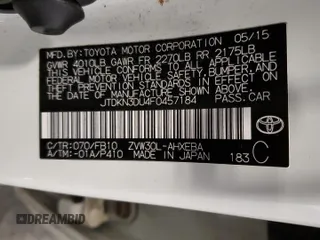 MFD. BY: TOYOTA MOTOR CORPORATION 05/15
GVWR 4010LB GAWR FR 2270LB RR 2175LB
THIS VEHICLE CONFORMS TO ALL APPLICABLE
FEDERAL MOTOR VEHICLE SAFETY, BUMPER, AND
THEFT PREVENTION STANDARDS IN EFFECT ON
THE DATE OF MANUFACTURE SHOWN ABOVE.
JTDKN3DU4F0457184 PASS.CAR
C/TR:070/FB10 ZVW30L-AHXEBA
A/TM:-01A/P410 MADE IN JAPAN 183 C
TOYOTA
DREAMBID